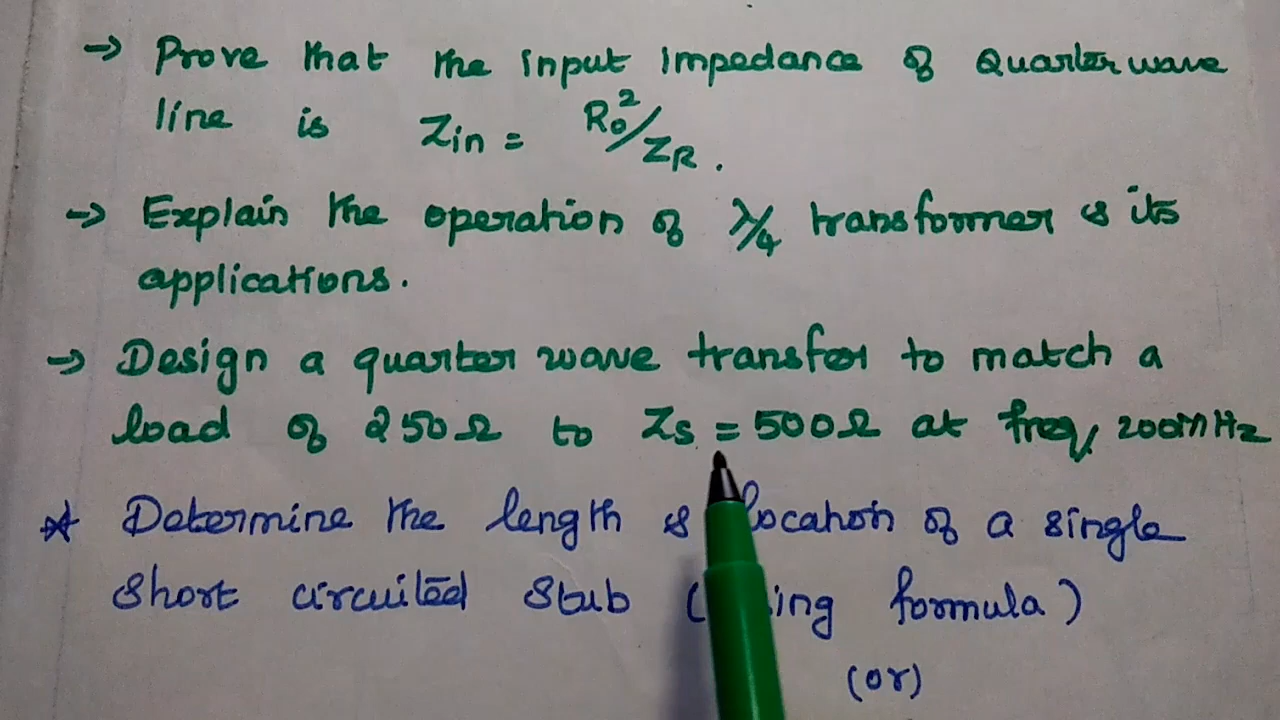 → Prove that the input impedance of Quarter wave
line is Zin = R0²/ZR.
→ Explain the operation of λ/4 transformer & its
applications.
→ Design a quarter wave transfer to match a
load of 250Ω to Zs = 500Ω at freq. 200MHz
* Determine the length & location of a single
short circuited stub ( formula)
(or)